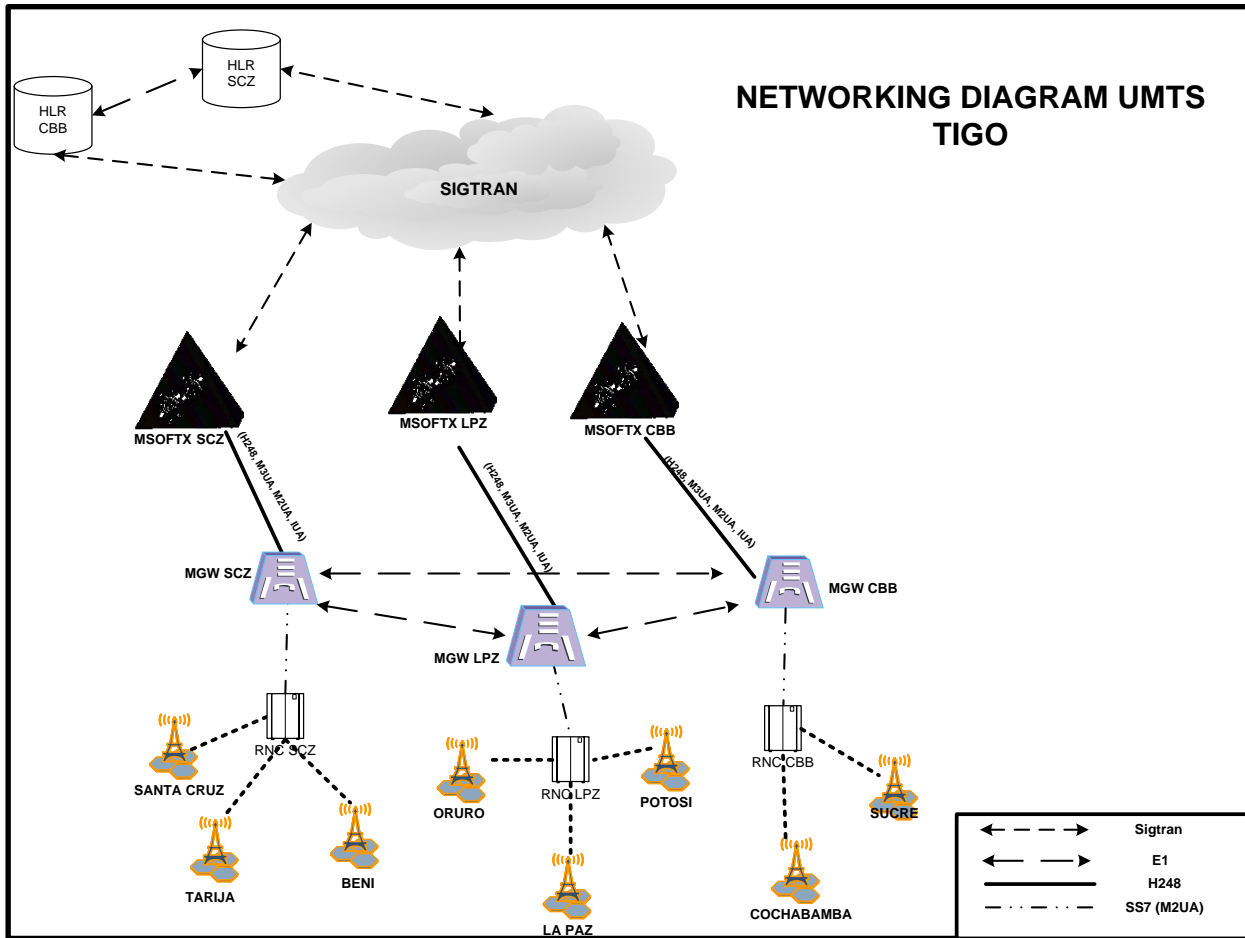 NETWORKING DIAGRAM UMTS
TIGO
HLR
SCZ
HLR
CBB
SIGTRAN
MSOFTX SCZ
MSOFTX LPZ
MSOFTX CBB
(H248, M3UA, M2UA, IUA)
(H248, M3UA, M2UA, IUA)
(H248, M3UA, M2UA, IUA)
MGW SCZ
MGW LPZ
MGW CBB
RNC SCZ
RNC LPZ
RNC CBB
SANTA CRUZ
TARIJA
BENI
ORURO
LA PAZ
POTOSI
COCHABAMBA
SUCRE
Sigtran
E1
H248
SS7 (M2UA)